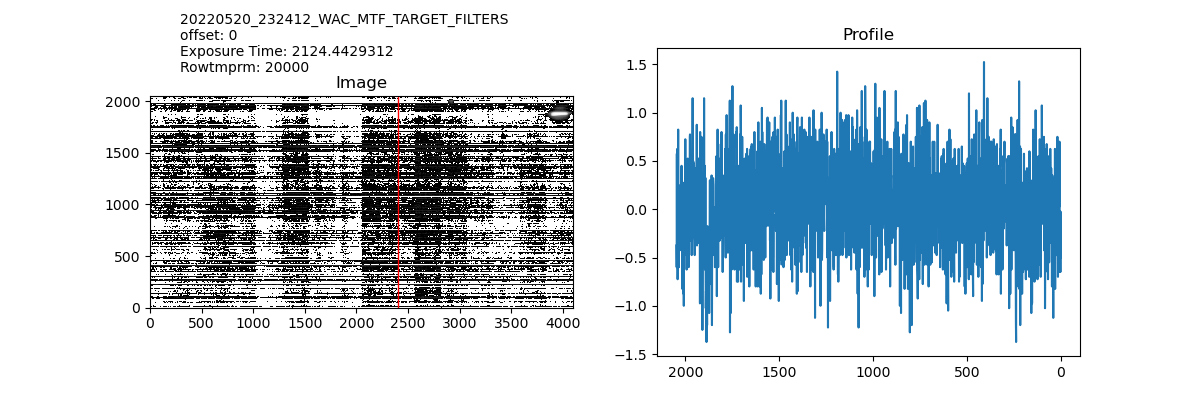 20220520_232412_WAC_MTF_TARGET_FILTERS
offset: 0
Exposure Time: 2124.4429312
Rowtmprm: 20000
Image
2000
1500
1000
500
0
0 500 1000 1500 2000 2500 3000 3500 4000
Profile
1.5
1.0
0.5
0.0
−0.5
−1.0
−1.5
2000 1500 1000 500 0